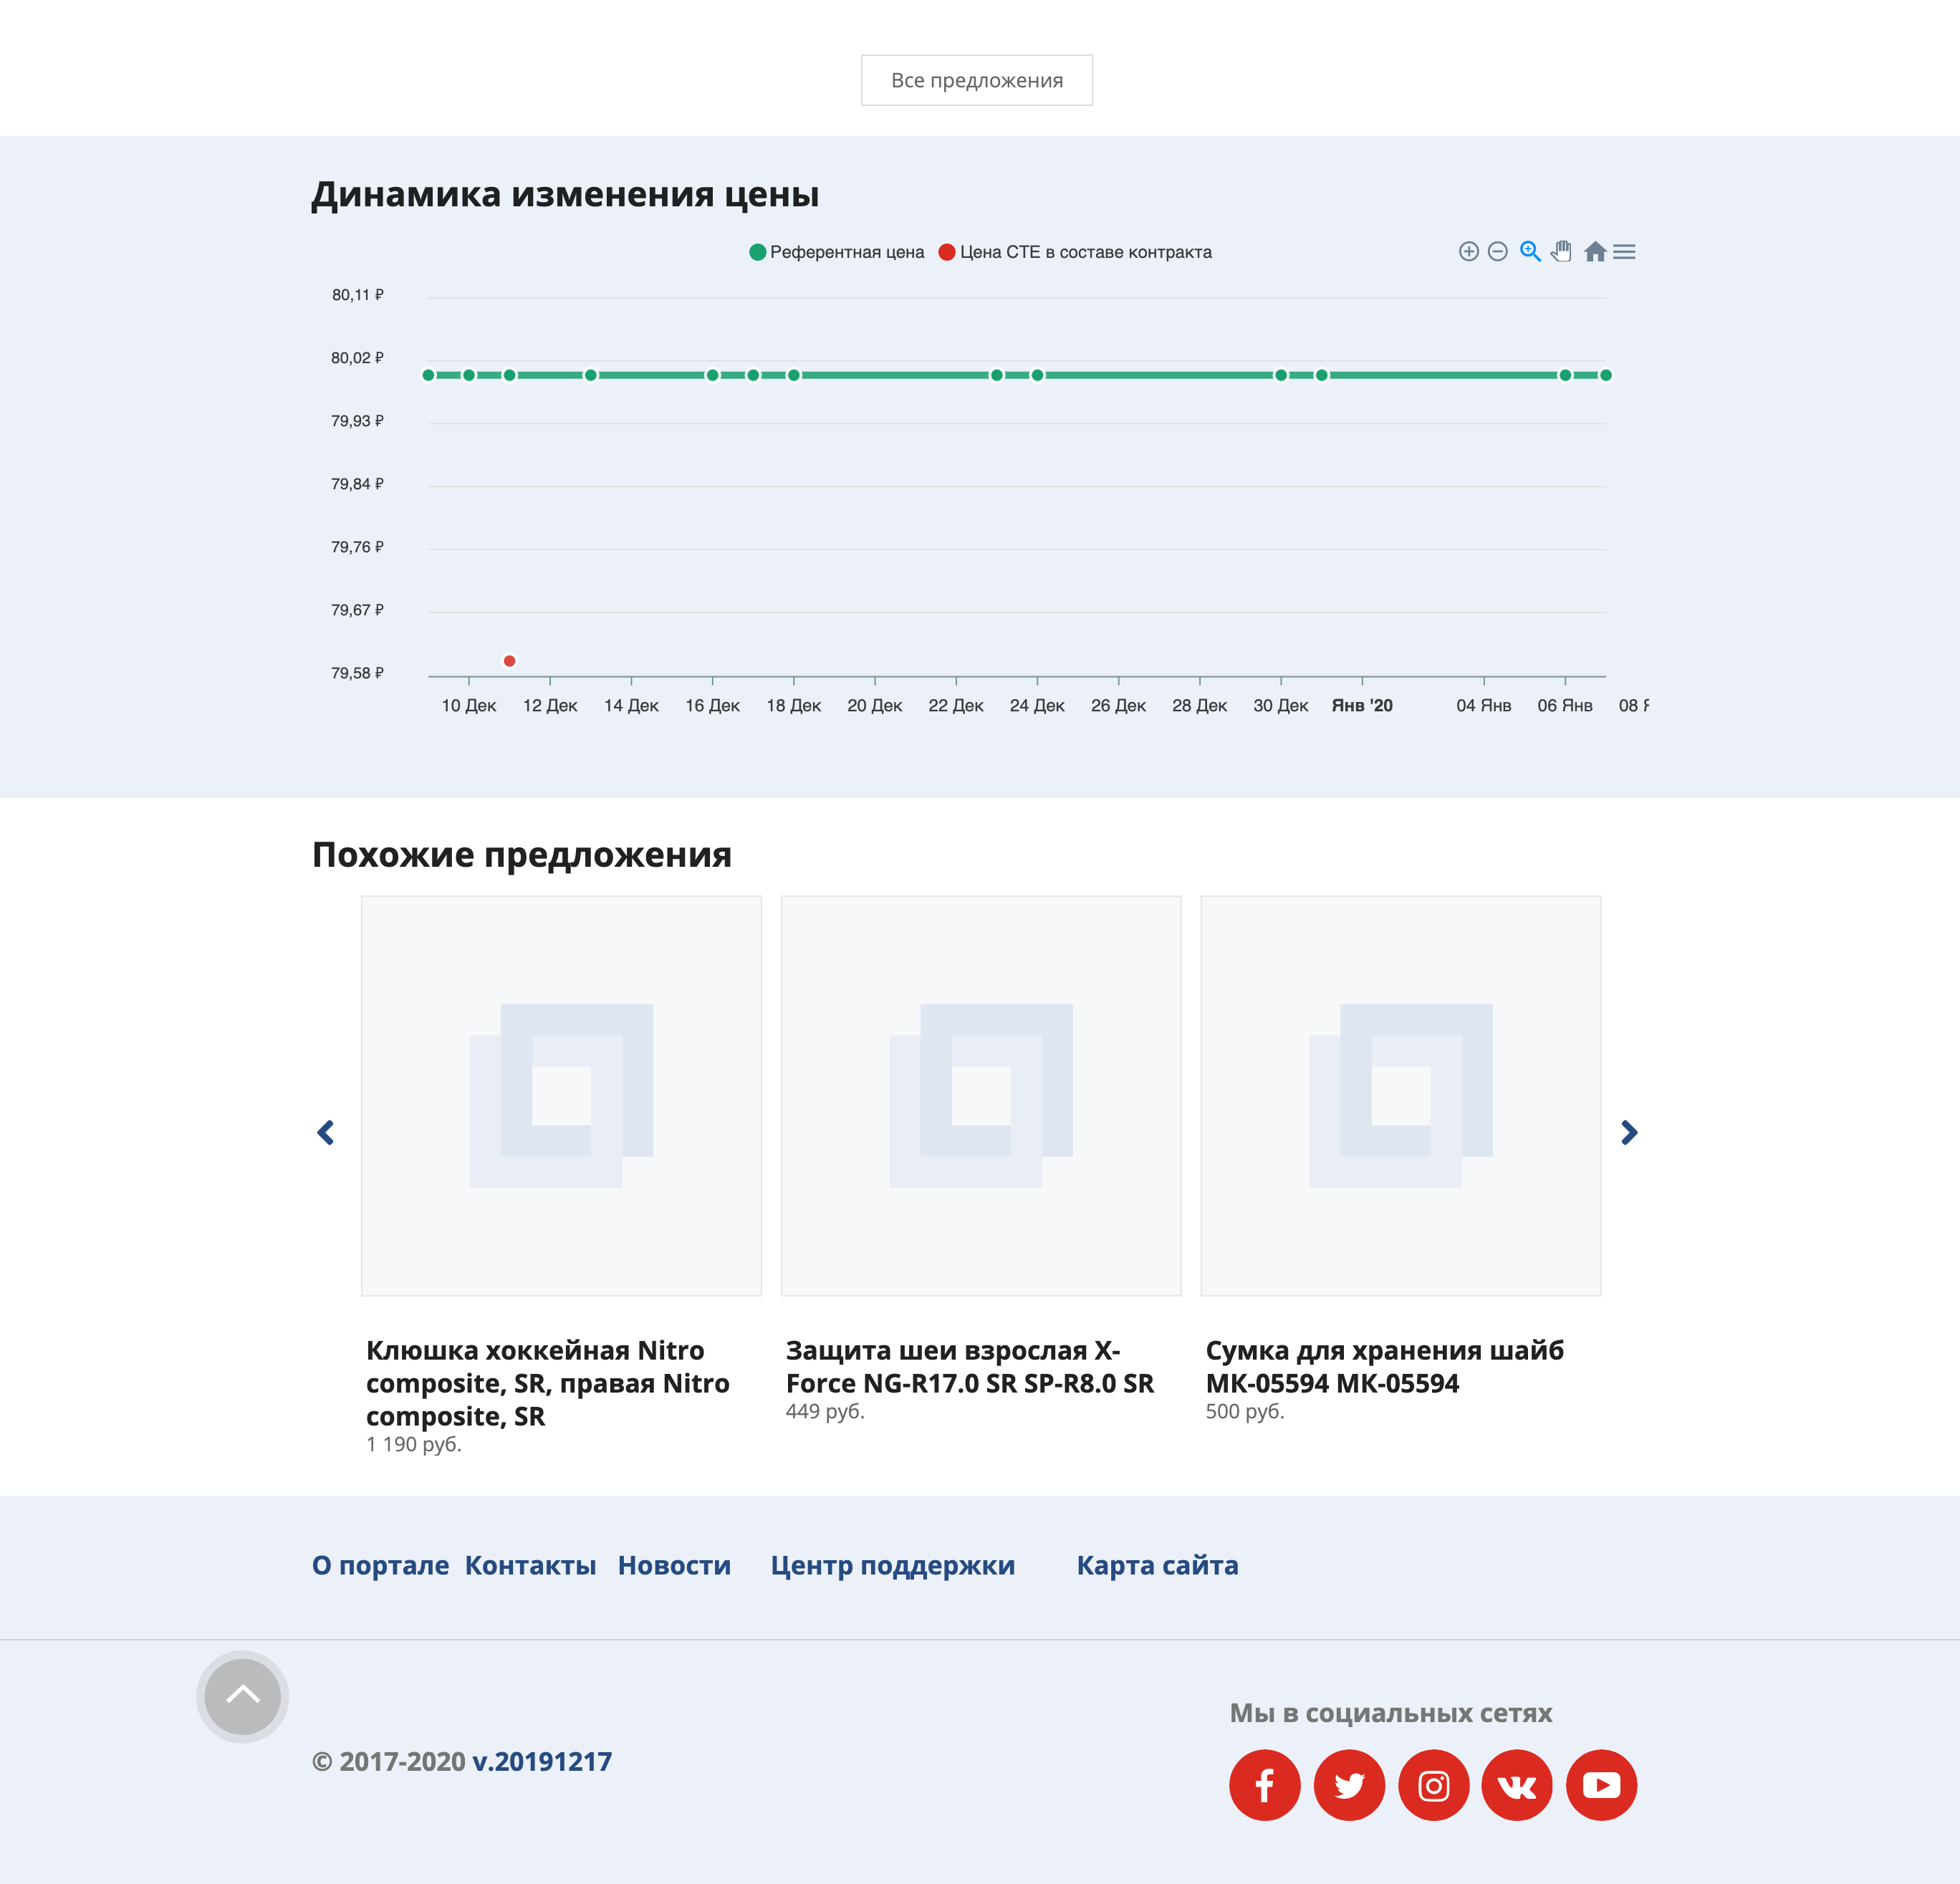 Все предложения
Динамика изменения цены
Референтная цена
Цена СТЕ в составе контракта
80,11 ₽
80,02 ₽
79,93 ₽
79,84 ₽
79,76 ₽
79,67 ₽
79,58 ₽
10 Дек
12 Дек
14 Дек
16 Дек
18 Дек
20 Дек
22 Дек
24 Дек
26 Дек
28 Дек
30 Дек
Янв '20
04 Янв
06 Янв
08
Похожие предложения
Клюшка хоккейная Nitro
composite, SR, правая Nitro
composite, SR
1 190 руб.
Защита шеи взрослая X-
Force NG-R17.0 SR SP-R8.0 SR
449 руб.
Сумка для хранения шайб
МК-05594 МК-05594
500 руб.
О портале
Контакты
Новости
Центр поддержки
Карта сайта
Мы в социальных сетях
© 2017-2020 v.20191217